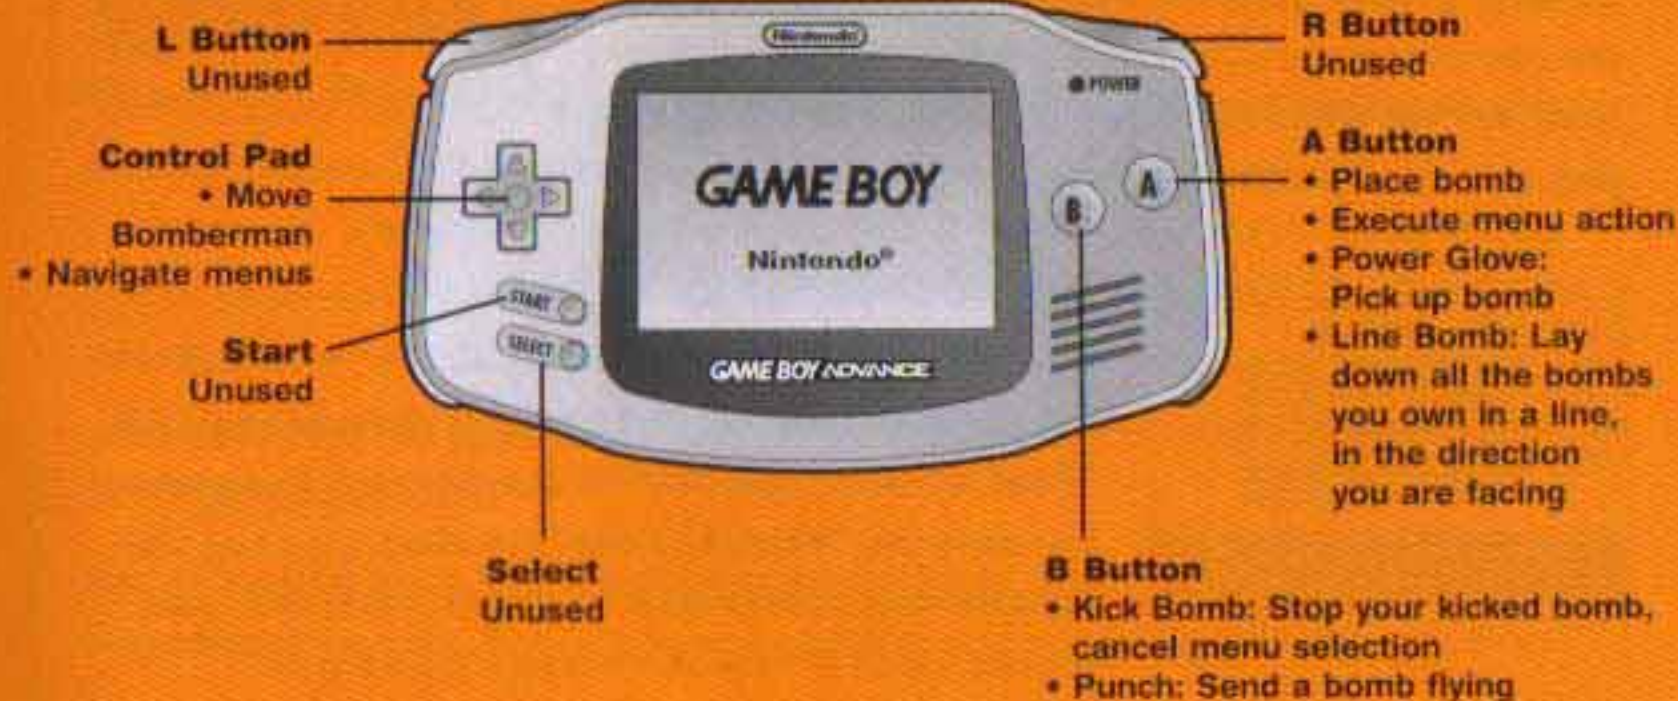 L Button
Unused
Control Pad
• Move
Bomberman
• Navigate menus
Start
Unused
Select
Unused
Nintendo
POWER
GAME BOY
Nintendo®
GAME BOY ADVANCE
START
SELECT
B
A
R Button
Unused
A Button
• Place bomb
• Execute menu action
• Power Glove:
Pick up bomb
• Line Bomb: Lay
down all the bombs
you own in a line,
in the direction
you are facing
B Button
• Kick Bomb: Stop your kicked bomb,
cancel menu selection
• Punch: Send a bomb flying